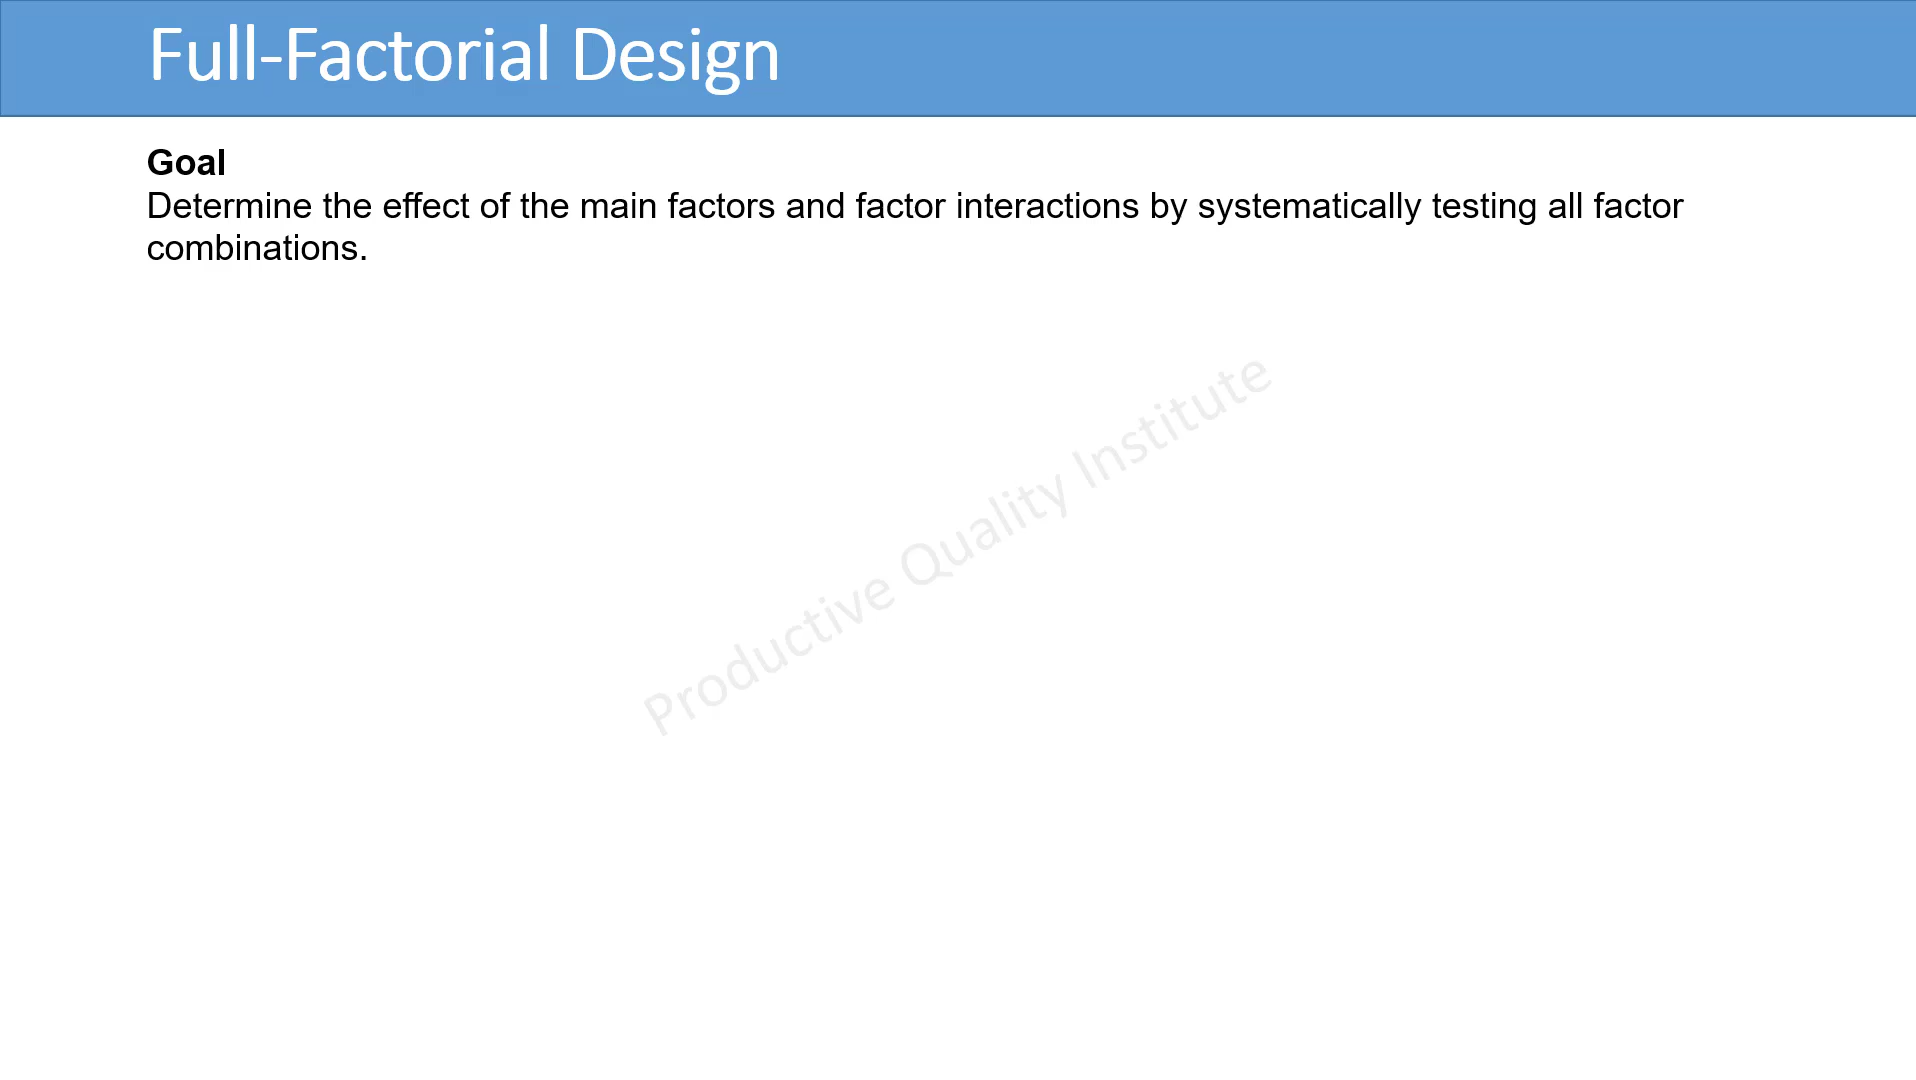 Full-Factorial Design
Goal
Determine the effect of the main factors and factor interactions by systematically testing all factor
combinations.
Productive Quality Institute